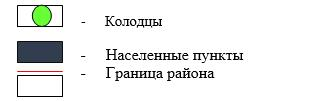 - Колодцы
- Населенные пункты
- Граница района